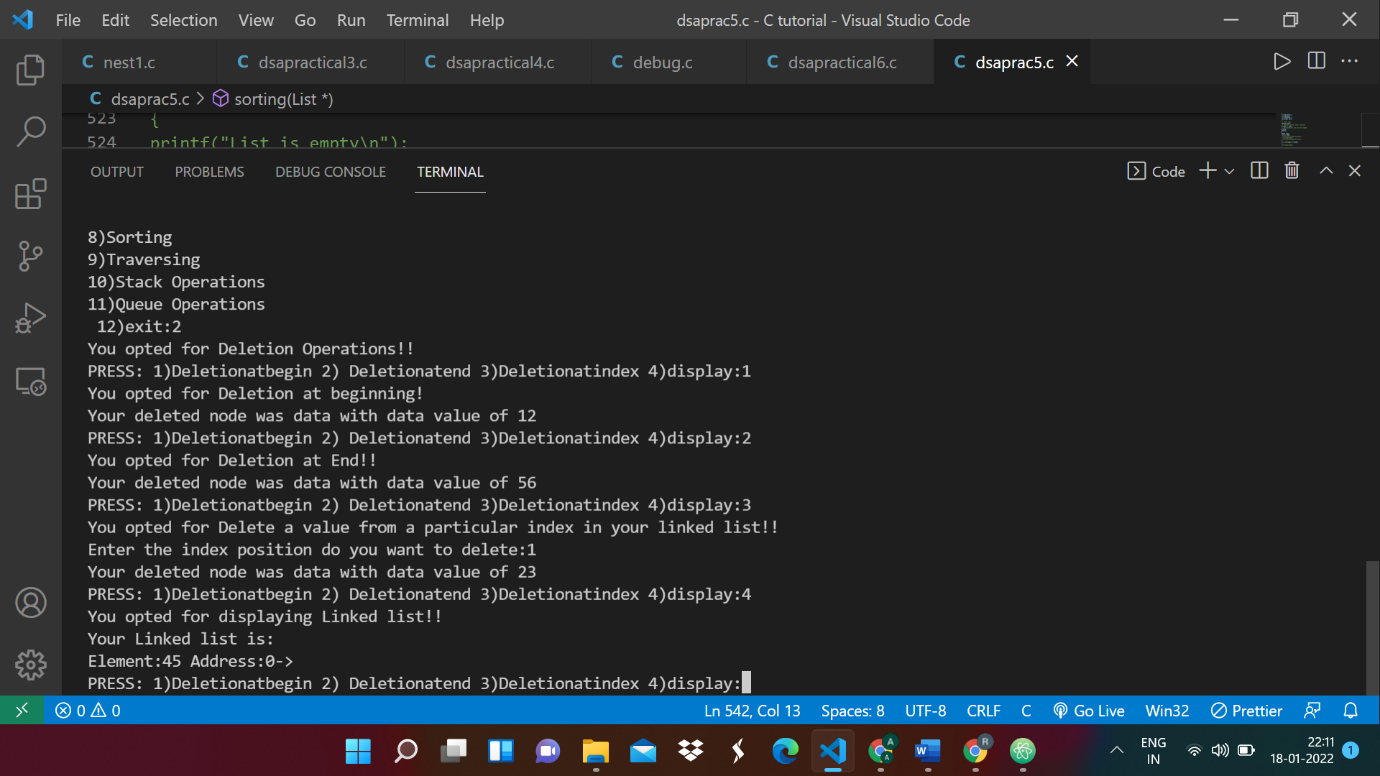 File Edit Selection View Go Run Terminal Help dsaprac5.c - C tutorial - Visual Studio Code
C nest1.c C dsapractical3.c C dsapractical4.c C debug.c C dsapractical6.c C dsaprac5.c
C dsaprac5.c > sorting(List *)
523 {
524 printf("List is empty\n");
OUTPUT PROBLEMS DEBUG CONSOLE TERMINAL Code
8)Sorting
9)Traversing
10)Stack Operations
11)Queue Operations
12)exit:2
You opted for Deletion Operations!!
PRESS: 1)Deletionatbegin 2) Deletionatend 3)Deletionatindex 4)display:1
You opted for Deletion at beginning!
Your deleted node was data with data value of 12
PRESS: 1)Deletionatbegin 2) Deletionatend 3)Deletionatindex 4)display:2
You opted for Deletion at End!!
Your deleted node was data with data value of 56
PRESS: 1)Deletionatbegin 2) Deletionatend 3)Deletionatindex 4)display:3
You opted for Delete a value from a particular index in your linked list!!
Enter the index position do you want to delete:1
Your deleted node was data with data value of 23
PRESS: 1)Deletionatbegin 2) Deletionatend 3)Deletionatindex 4)display:4
You opted for displaying Linked list!!
Your Linked list is:
Element:45 Address:0->
PRESS: 1)Deletionatbegin 2) Deletionatend 3)Deletionatindex 4)display:
0 0 Ln 542, Col 13 Spaces: 8 UTF-8 CRLF C Go Live Win32 Prettier
A R W ENG 22:11 1
A IN 18-01-2022